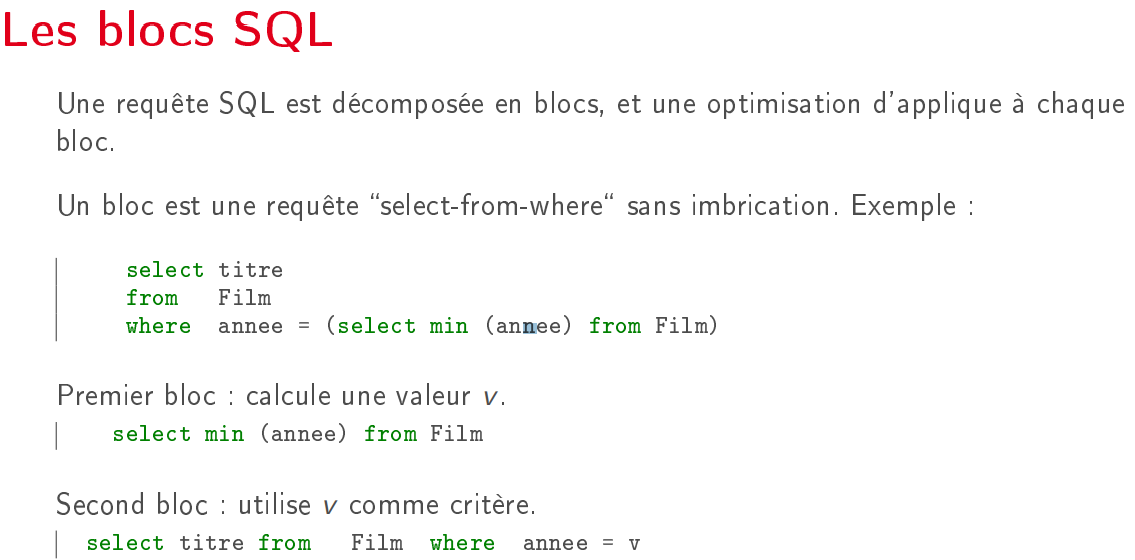 Les blocs SQL
Une requête SQL est décomposée en blocs, et une optimisation d'applique à chaque
bloc.
Un bloc est une requête “select-from-where“ sans imbrication. Exemple :
select titre
from Film
where annee = (select min (annee) from Film)
Premier bloc : calcule une valeur v.
select min (annee) from Film
Second bloc : utilise v comme critère.
select titre from Film where annee = v